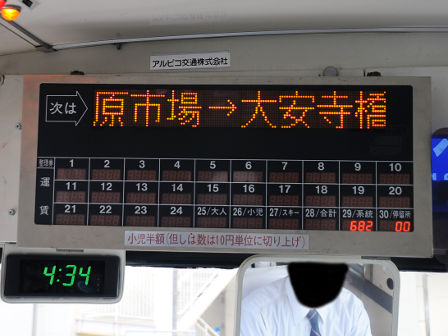 アルピコ交通株式会社
次は 原市場→大安寺橋
整理券 1 2 3 4 5 6 7 8 9 10
運 11 12 13 14 15 16 17 18 19 20
賃 21 22 23 24 25/大人 26/小児 27/スキー 28/合計 29/系統 30/停留所
682 00
小児半額(但しは数は10円単位に切り上げ)
4:34